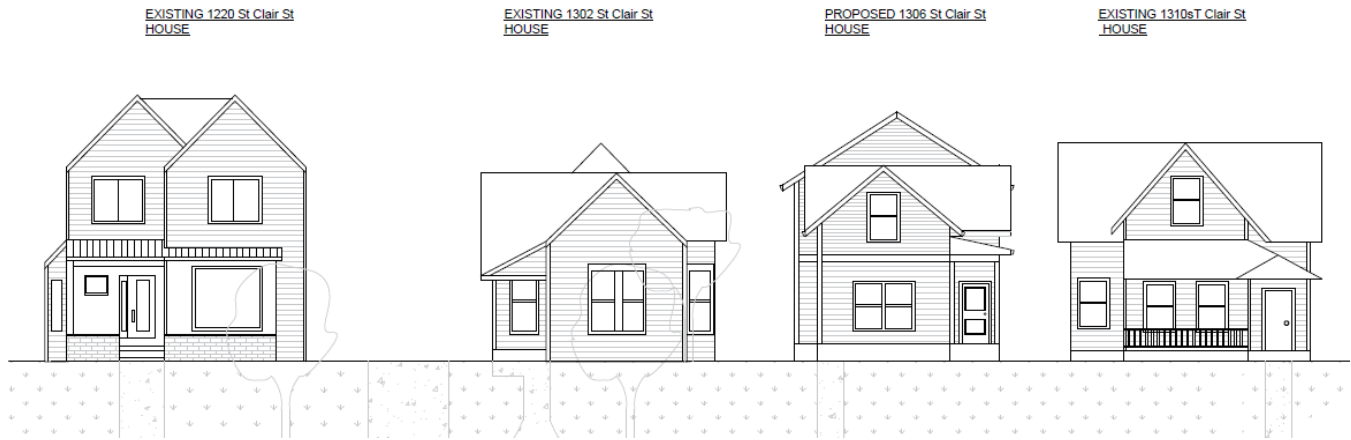 EXISTING 1220 St Clair St
HOUSE
EXISTING 1302 St Clair St
HOUSE
PROPOSED 1306 St Clair St
HOUSE
EXISTING 1310sT Clair St
HOUSE